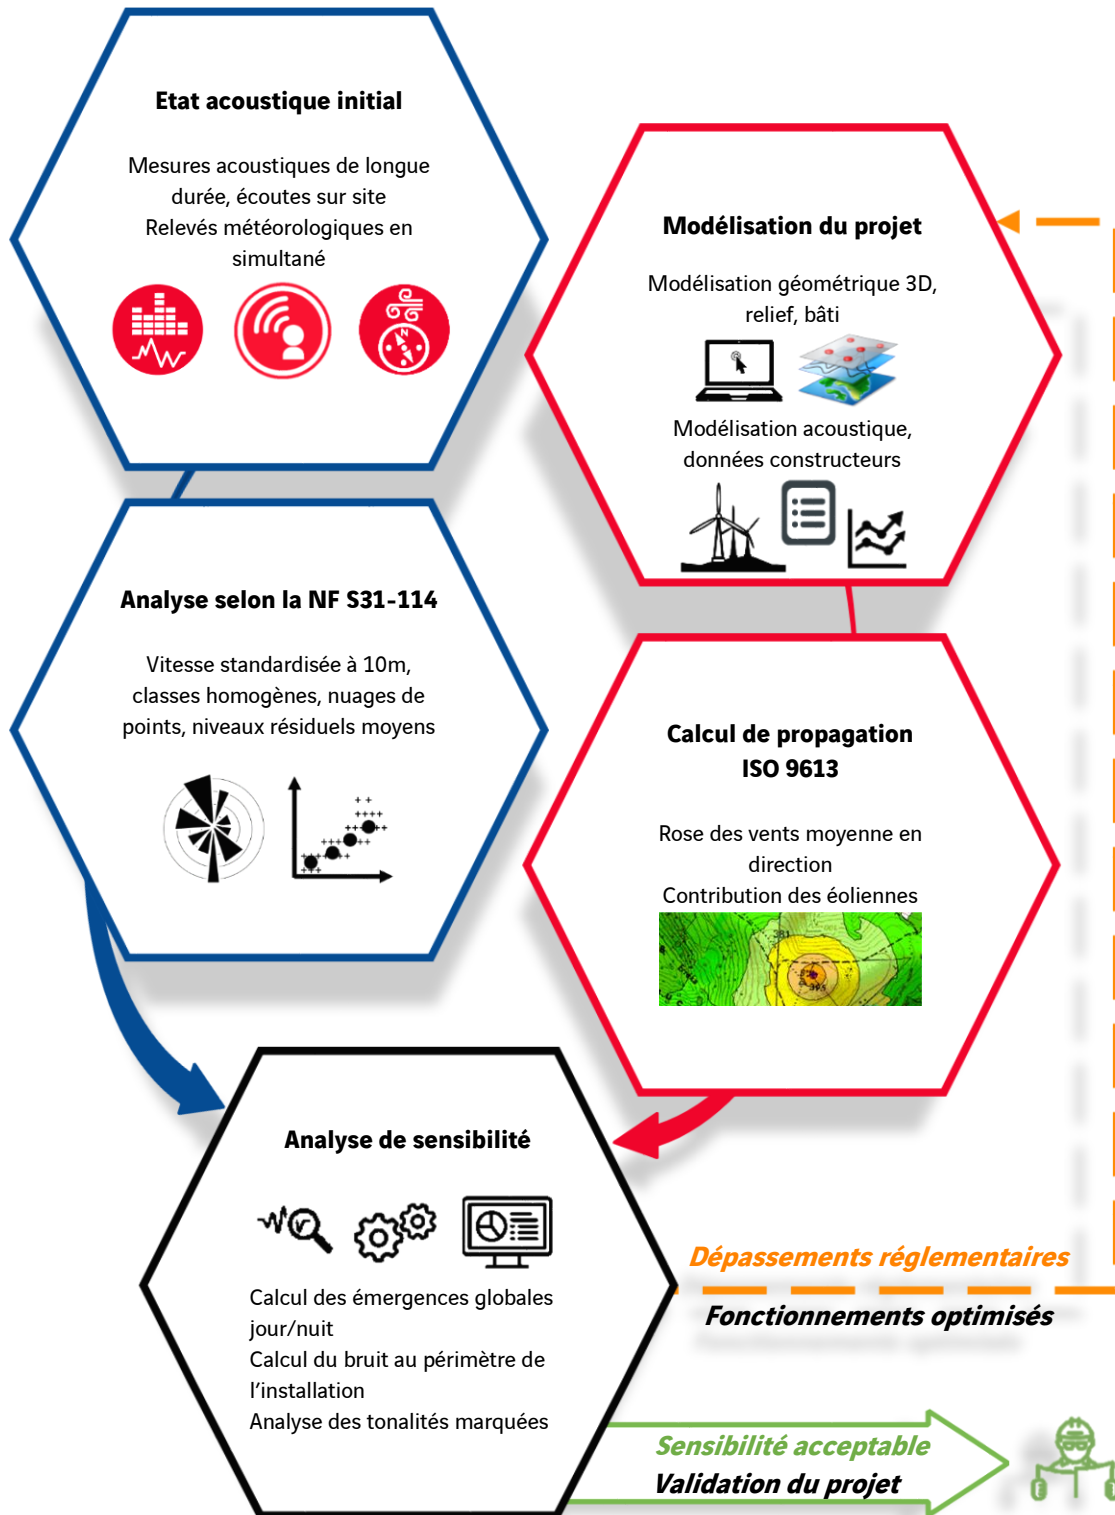 Etat acoustique initial
Mesures acoustiques de longue
durée, écoutes sur site
Relevés météorologiques en
simultané
Modélisation du projet
Modélisation géométrique 3D,
relief, bâti
Modélisation acoustique,
données constructeurs
Analyse selon la NF S31-114
Vitesse standardisée à 10m,
classes homogènes, nuages de
points, niveaux résiduels moyens
Calcul de propagation
ISO 9613
Rose des vents moyenne en
direction
Contribution des éoliennes
381
395
Analyse de sensibilité
Calcul des émergences globales
jour/nuit
Calcul du bruit au périmètre de
l'installation
Analyse des tonalités marquées
Dépassements réglementaires
Fonctionnements optimisés
Sensibilité acceptable
Validation du projet